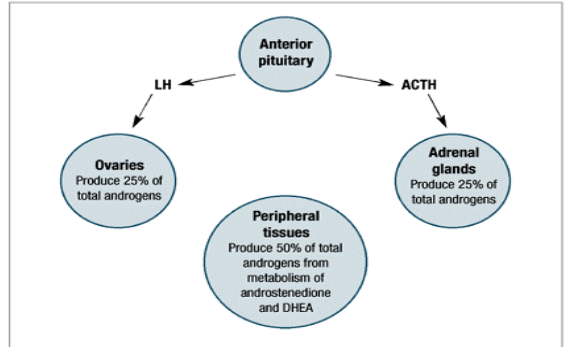 Anterior
pituitary
LH
ACTH
Ovaries
Produce 25% of
total androgens
Adrenal
glands
Produce 25% of
total androgens
Peripheral
tissues
Produce 50% of total
androgens from
metabolism of
androstenedione
and DHEA